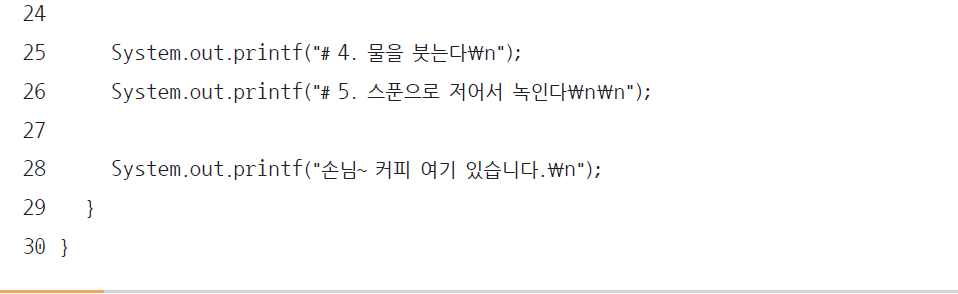 24
25 System.out.printf("# 4. 물을 붓는다₩n");
26 System.out.printf("# 5. 스푼으로 저어서 녹인다₩n₩n");
27
28 System.out.printf("손님~ 커피 여기 있습니다.₩n");
29 }
30 }